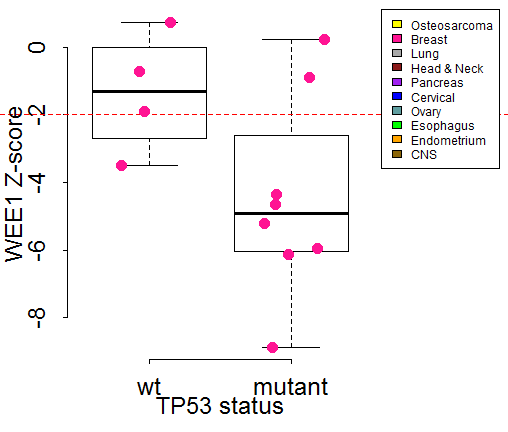 WEE1 Z-score
0
-2
-4
-6
-8
wt
mutant
TP53 status
Osteosarcoma
Breast
Lung
Head & Neck
Pancreas
Cervical
Ovary
Esophagus
Endometrium
CNS